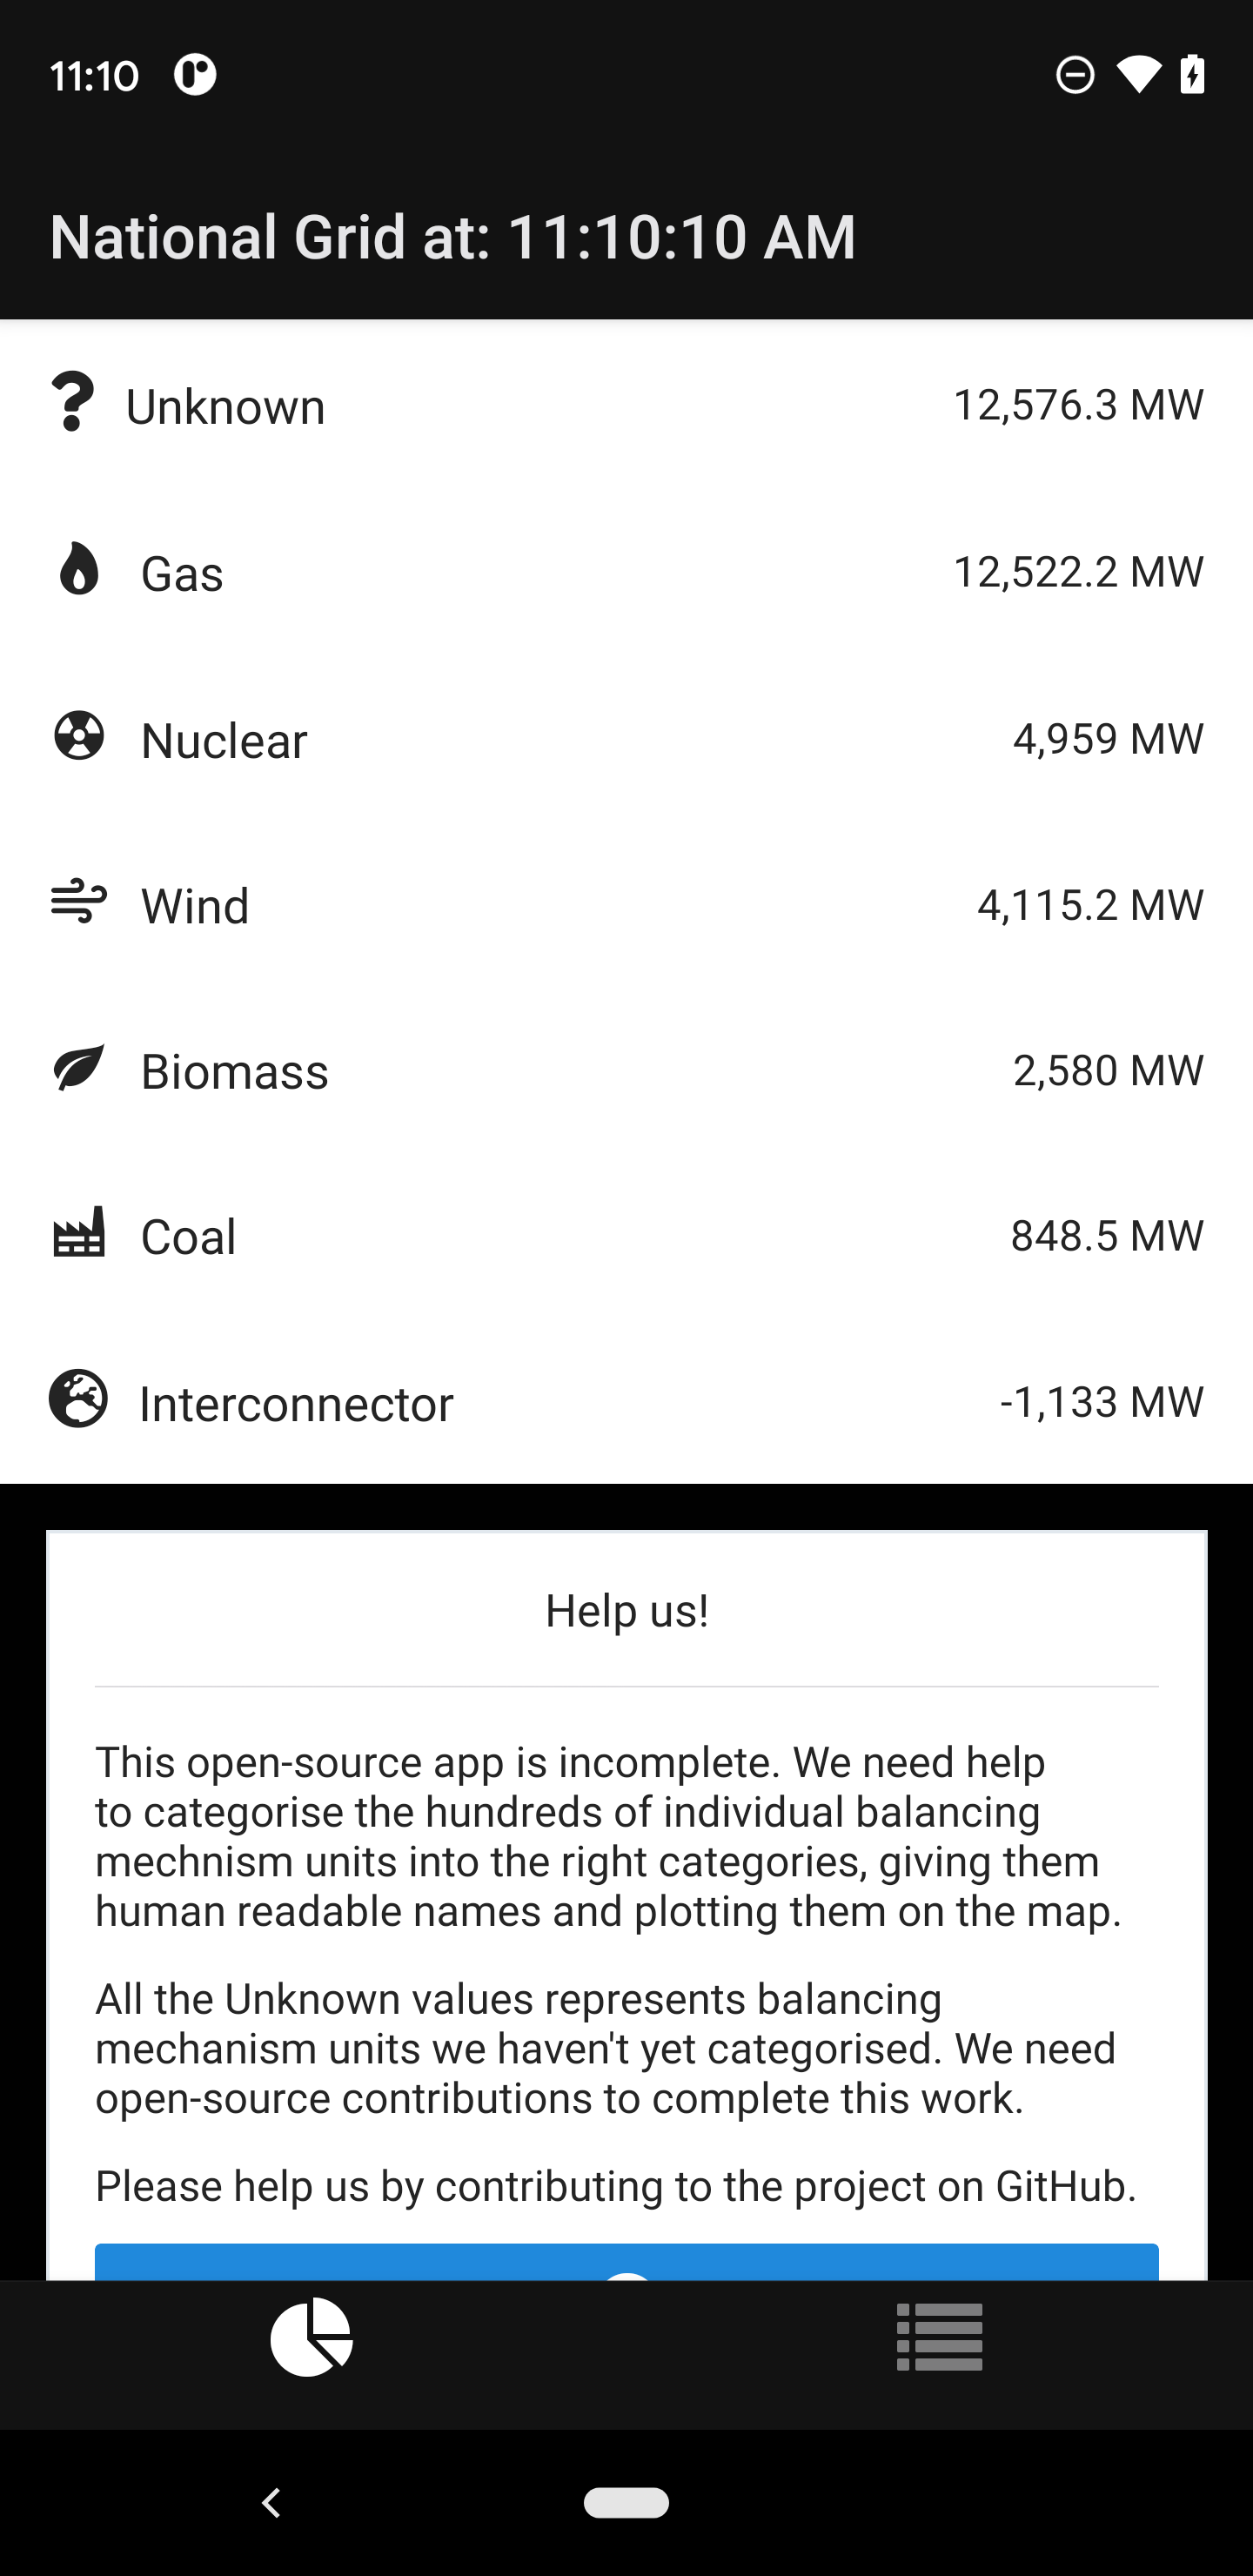 11:10
National Grid at: 11:10:10 AM
Unknown 12,576.3 MW
Gas 12,522.2 MW
Nuclear 4,959 MW
Wind 4,115.2 MW
Biomass 2,580 MW
Coal 848.5 MW
Interconnector -1,133 MW
Help us!
This open-source app is incomplete. We need help
to categorise the hundreds of individual balancing
mechnism units into the right categories, giving them
human readable names and plotting them on the map.
All the Unknown values represents balancing
mechanism units we haven't yet categorised. We need
open-source contributions to complete this work.
Please help us by contributing to the project on GitHub.